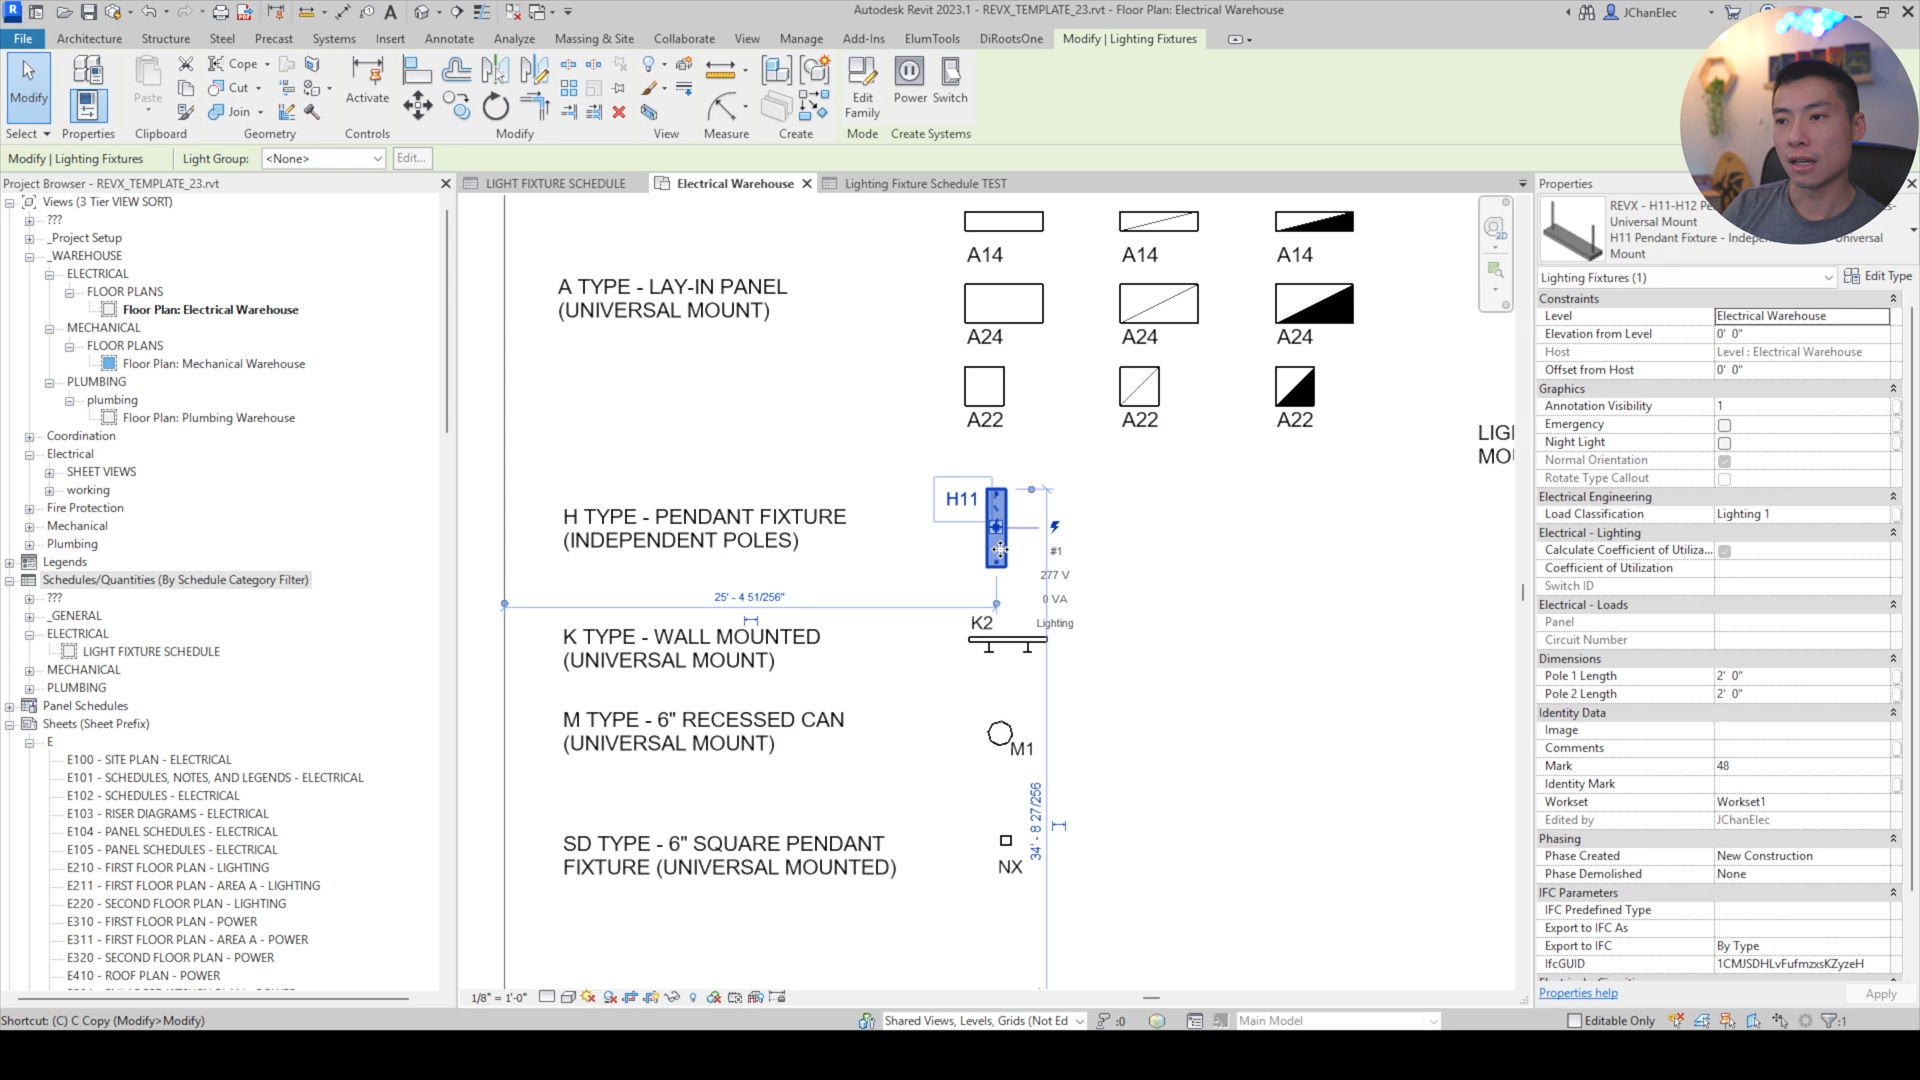 Autodesk Revit 2023.1 - REVX_TEMPLATE_23.rvt - Floor Plan: Electrical Warehouse
JChanElec
File
Architecture
Structure
Steel
Precast
Systems
Insert
Annotate
Analyze
Massing & Site
Collaborate
View
Manage
Add-Ins
ElumTools
DiRootsOne
Modify | Lighting Fixtures
Modify
Properties
Paste
Cope
Cut
Join
Activate
Edit
Family
Power
Switch
Select
Properties
Clipboard
Geometry
Controls
Modify
View
Measure
Create
Mode
Create Systems
Modify | Lighting Fixtures
Light Group:
<None>
Edit...
Project Browser - REVX_TEMPLATE_23.rvt
Views (3 Tier VIEW SORT)
???
_Project Setup
_WAREHOUSE
ELECTRICAL
FLOOR PLANS
Floor Plan: Electrical Warehouse
MECHANICAL
FLOOR PLANS
Floor Plan: Mechanical Warehouse
PLUMBING
plumbing
Floor Plan: Plumbing Warehouse
Coordination
Electrical
SHEET VIEWS
working
Fire Protection
Mechanical
Plumbing
Legends
Schedules/Quantities (By Schedule Category Filter)
???
_GENERAL
ELECTRICAL
LIGHT FIXTURE SCHEDULE
MECHANICAL
PLUMBING
Panel Schedules
Sheets (Sheet Prefix)
E
E100 - SITE PLAN - ELECTRICAL
E101 - SCHEDULES, NOTES, AND LEGENDS - ELECTRICAL
E102 - SCHEDULES - ELECTRICAL
E103 - RISER DIAGRAMS - ELECTRICAL
E104 - PANEL SCHEDULES - ELECTRICAL
E105 - PANEL SCHEDULES - ELECTRICAL
E210 - FIRST FLOOR PLAN - LIGHTING
E211 - FIRST FLOOR PLAN - AREA A - LIGHTING
E220 - SECOND FLOOR PLAN - LIGHTING
E310 - FIRST FLOOR PLAN - POWER
E311 - FIRST FLOOR PLAN - AREA A - POWER
E320 - SECOND FLOOR PLAN - POWER
E410 - ROOF PLAN - POWER
LIGHT FIXTURE SCHEDULE
Electrical Warehouse
Lighting Fixture Schedule TEST
A TYPE - LAY-IN PANEL
(UNIVERSAL MOUNT)
A14
A14
A14
A24
A24
A24
A22
A22
A22
LIG
MO
H TYPE - PENDANT FIXTURE
(INDEPENDENT POLES)
H11
#1
277 V
0 VA
Lighting
25' - 4 51/256"
K TYPE - WALL MOUNTED
(UNIVERSAL MOUNT)
K2
M TYPE - 6" RECESSED CAN
(UNIVERSAL MOUNT)
M1
34' - 8 27/256
SD TYPE - 6" SQUARE PENDANT
FIXTURE (UNIVERSAL MOUNTED)
NX
1/8" = 1'-0"
Properties
REVX - H11-H12
Universal Mount
H11 Pendant Fixture -
Mount
Lighting Fixtures (1)
Edit Type
Constraints
Level
Electrical Warehouse
Elevation from Level
0' 0"
Host
Level : Electrical Warehouse
Offset from Host
0' 0"
Graphics
Annotation Visibility
1
Emergency
Night Light
Normal Orientation
Rotate Type Callout
Electrical Engineering
Load Classification
Lighting 1
Electrical - Lighting
Calculate Coefficient of Utiliza...
Coefficient of Utilization
Switch ID
Electrical - Loads
Panel
Circuit Number
Dimensions
Pole 1 Length
2' 0"
Pole 2 Length
2' 0"
Identity Data
Image
Comments
Mark
48
Identity Mark
Workset
Workset1
Edited by
JChanElec
Phasing
Phase Created
New Construction
Phase Demolished
None
IFC Parameters
IFC Predefined Type
Export to IFC As
Export to IFC
By Type
IfcGUID
1CMJSDHLvFufmzxsKZyzeH
Properties help
Apply
Shortcut: (C) C Copy (Modify>Modify)
Shared Views, Levels, Grids (Not Ed
:0
Main Model
Editable Only
:1